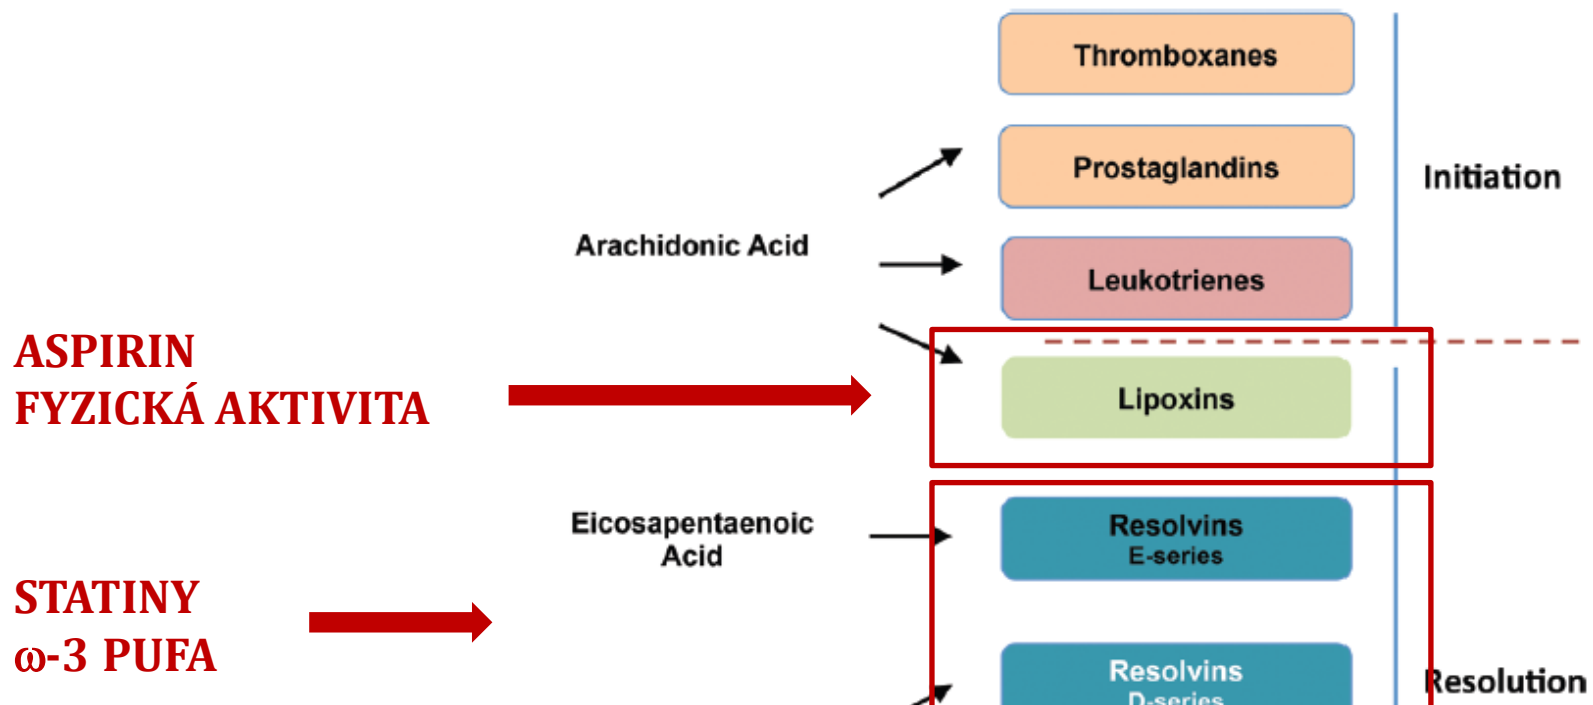 Thromboxanes
Prostaglandins
Initiation
Arachidonic Acid
Leukotrienes
ASPIRIN
FYZICKÁ AKTIVITA
Lipoxins
Eicosapentaenoic
Acid
Resolvins
E-series
STATINY
ω-3 PUFA
Resolvins
D-series
Resolution